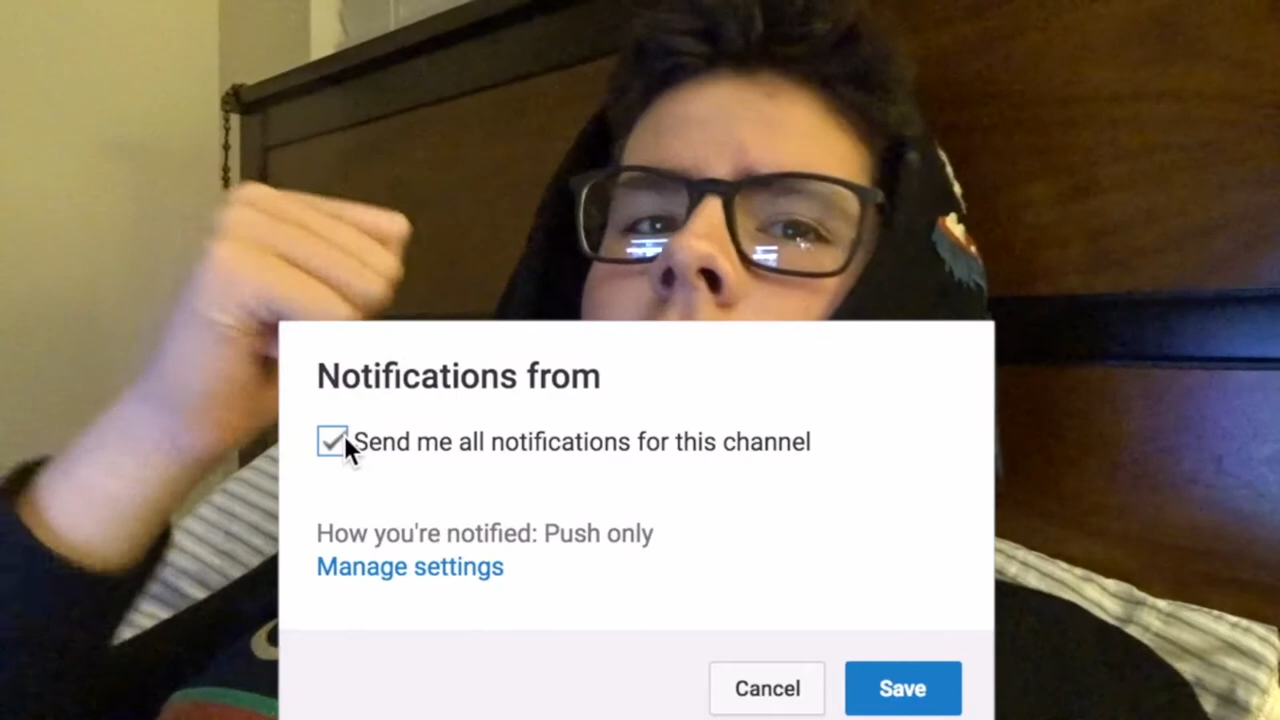 Notifications from
Send me all notifications for this channel
How you're notified: Push only
Manage settings
Cancel
Save